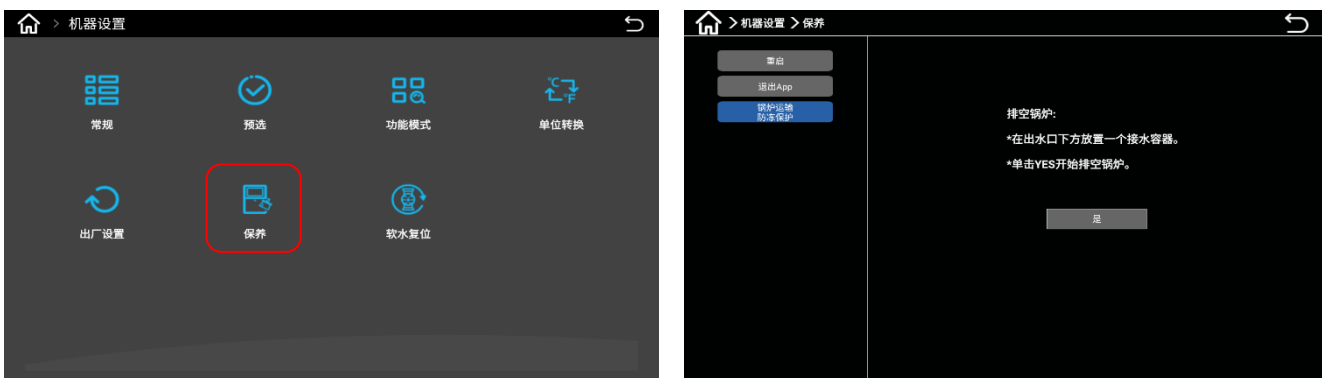 > 机器设置
常规
预选
功能模式
℃
℉
单位转换
出厂设置
保养
软水复位
> 机器设置 > 保养
重启
退出App
锅炉运输
防冻保护
排空锅炉:
*在出水口下方放置一个接水容器。
*单击YES开始排空锅炉。
是